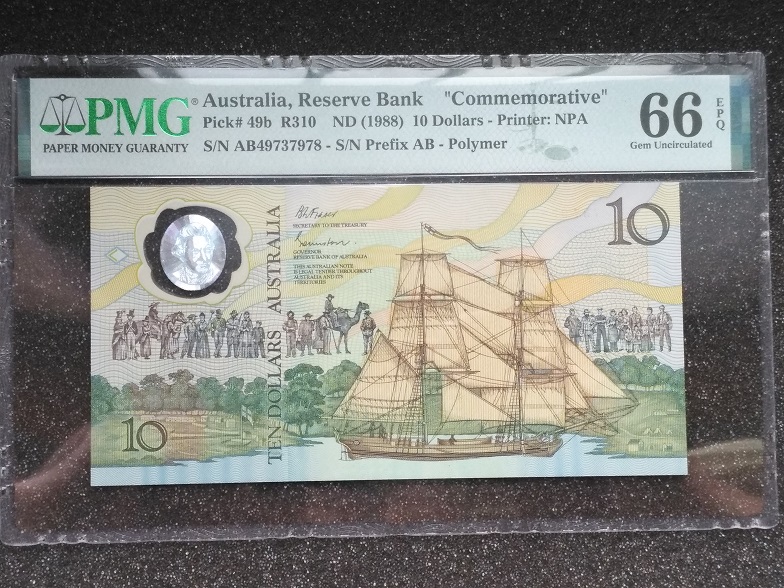 PMG®
PAPER MONEY GUARANTY
Australia, Reserve Bank "Commemorative"
Pick# 49b R310 ND (1988) 10 Dollars - Printer: NPA
S/N AB49737978 - S/N Prefix AB - Polymer
66 EPQ
Gem Uncirculated
10
SECRETARY TO THE TREASURY
GOVERNOR
RESERVE BANK OF AUSTRALIA
THIS AUSTRALIAN NOTE
IS LEGAL TENDER THROUGHOUT
AUSTRALIA AND ITS
TERRITORIES
TEN DOLLARS AUSTRALIA
10